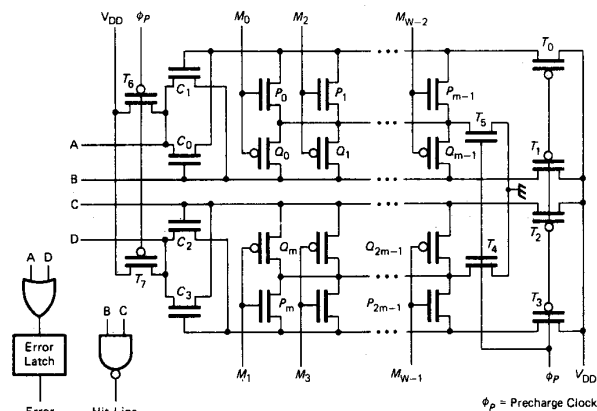 V_DD φ_P M_0 M_2 M_W-2
T_0
T_6 C_1 P_0 P_1 P_m-1
T_5
A C_0 Q_0 Q_1 Q_m-1 T_1
B
C
D C_2 Q_m Q_2m-1 T_2
T_4
T_7 C_3 P_m P_2m-1 T_3
A D
B C
M_1 M_3 M_W-1 φ_P V_DD
Error
Latch
φ_P = Precharge Clock
Error Hit Line